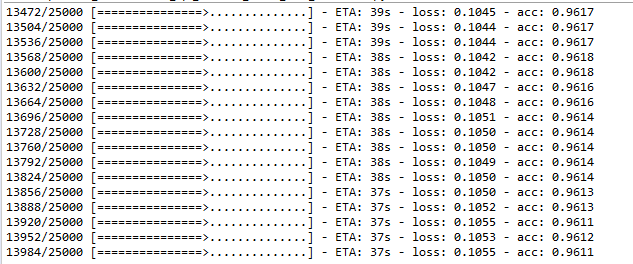 13472/25000 [===============>..............] - ETA: 39s - loss: 0.1045 - acc: 0.9617
13504/25000 [===============>..............] - ETA: 39s - loss: 0.1044 - acc: 0.9617
13536/25000 [===============>..............] - ETA: 39s - loss: 0.1044 - acc: 0.9617
13568/25000 [===============>..............] - ETA: 38s - loss: 0.1042 - acc: 0.9618
13600/25000 [===============>..............] - ETA: 38s - loss: 0.1042 - acc: 0.9618
13632/25000 [===============>..............] - ETA: 38s - loss: 0.1047 - acc: 0.9616
13664/25000 [===============>..............] - ETA: 38s - loss: 0.1048 - acc: 0.9616
13696/25000 [===============>..............] - ETA: 38s - loss: 0.1051 - acc: 0.9614
13728/25000 [===============>..............] - ETA: 38s - loss: 0.1050 - acc: 0.9614
13760/25000 [===============>..............] - ETA: 38s - loss: 0.1050 - acc: 0.9614
13792/25000 [===============>..............] - ETA: 38s - loss: 0.1049 - acc: 0.9614
13824/25000 [===============>..............] - ETA: 38s - loss: 0.1050 - acc: 0.9614
13856/25000 [===============>..............] - ETA: 37s - loss: 0.1050 - acc: 0.9613
13888/25000 [===============>..............] - ETA: 37s - loss: 0.1052 - acc: 0.9613
13920/25000 [===============>..............] - ETA: 37s - loss: 0.1055 - acc: 0.9611
13952/25000 [===============>..............] - ETA: 37s - loss: 0.1053 - acc: 0.9612
13984/25000 [===============>..............] - ETA: 37s - loss: 0.1055 - acc: 0.9611